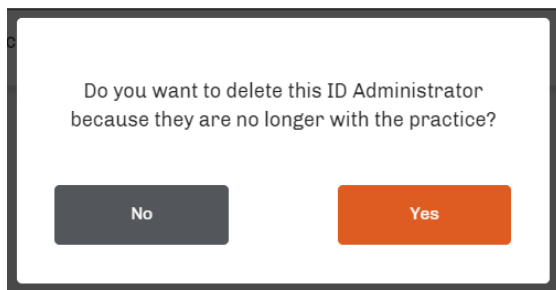 c
Do you want to delete this ID Administrator
because they are no longer with the practice?
No
Yes